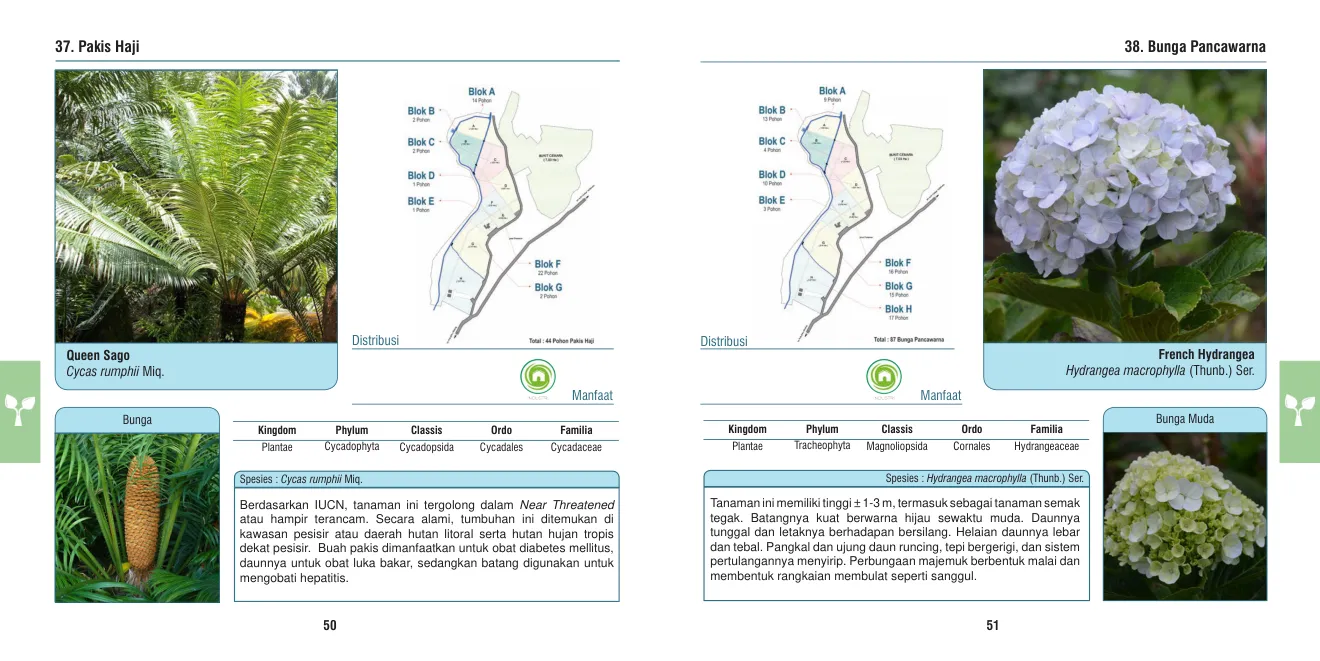 37. Pakis Haji
Blok A
14 Pohon
Blok B
2 Pohon
Blok C
2 Pohon
Blok D
1 Pohon
Blok E
1 Pohon
Blok F
22 Pohon
Blok G
2 Pohon
Total : 44 Pohon Pakis Haji
Distribusi
Manfaat
Queen Sago
Cycas rumphii Miq.
Bunga
Kingdom Phylum Classis Ordo Familia
Plantae Cycadophyta Cycadopsida Cycadales Cycadaceae
Spesies : Cycas rumphii Miq.
Berdasarkan IUCN, tanaman ini tergolong dalam Near Threatened
atau hampir terancam. Secara alami, tumbuhan ini ditemukan di
kawasan pesisir atau daerah hutan litoral serta hutan hujan tropis
dekat pesisir. Buah pakis dimanfaatkan untuk obat diabetes mellitus,
daunnya untuk obat luka bakar, sedangkan batang digunakan untuk
mengobati hepatitis.
50
38. Bunga Pancawarna
Blok A
9 Pohon
Blok B
13 Pohon
Blok C
4 Pohon
Blok D
10 Pohon
Blok E
3 Pohon
Blok F
16 Pohon
Blok G
15 Pohon
Blok H
17 Pohon
Total : 87 Bunga Pancawarna
Distribusi
Manfaat
French Hydrangea
Hydrangea macrophylla (Thunb.) Ser.
Kingdom Phylum Classis Ordo Familia
Plantae Tracheophyta Magnoliopsida Cornales Hydrangeaceae
Spesies : Hydrangea macrophylla (Thunb.) Ser.
Tanaman ini memiliki tinggi ± 1-3 m, termasuk sebagai tanaman semak
tegak. Batangnya kuat berwarna hijau sewaktu muda. Daunnya
tunggal dan letaknya berhadapan bersilang. Helaian daunnya lebar
dan tebal. Pangkal dan ujung daun runcing, tepi bergerigi, dan sistem
pertulangannya menyirip. Perbungaan majemuk berbentuk malai dan
membentuk rangkaian membulat seperti sanggul.
Bunga Muda
51